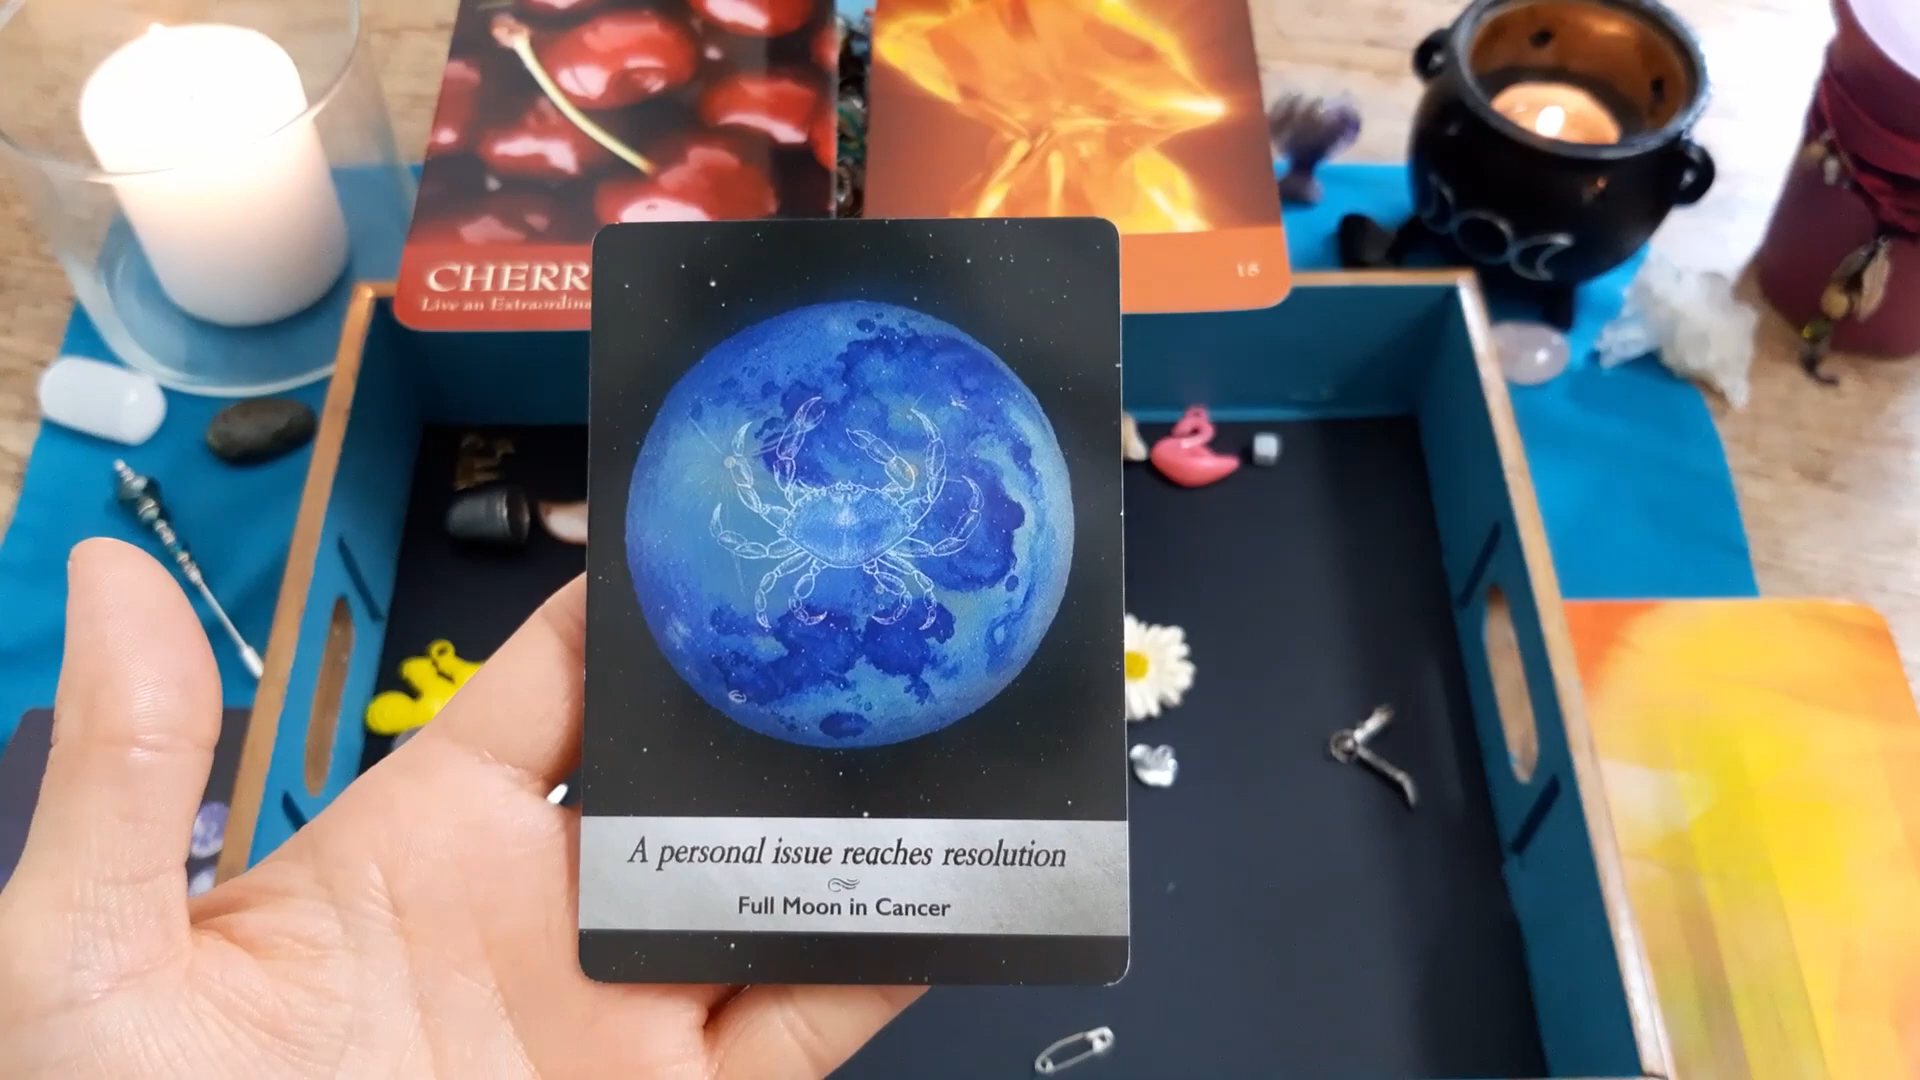 CHERR
Live an Extraordina
18
A personal issue reaches resolution
Full Moon in Cancer